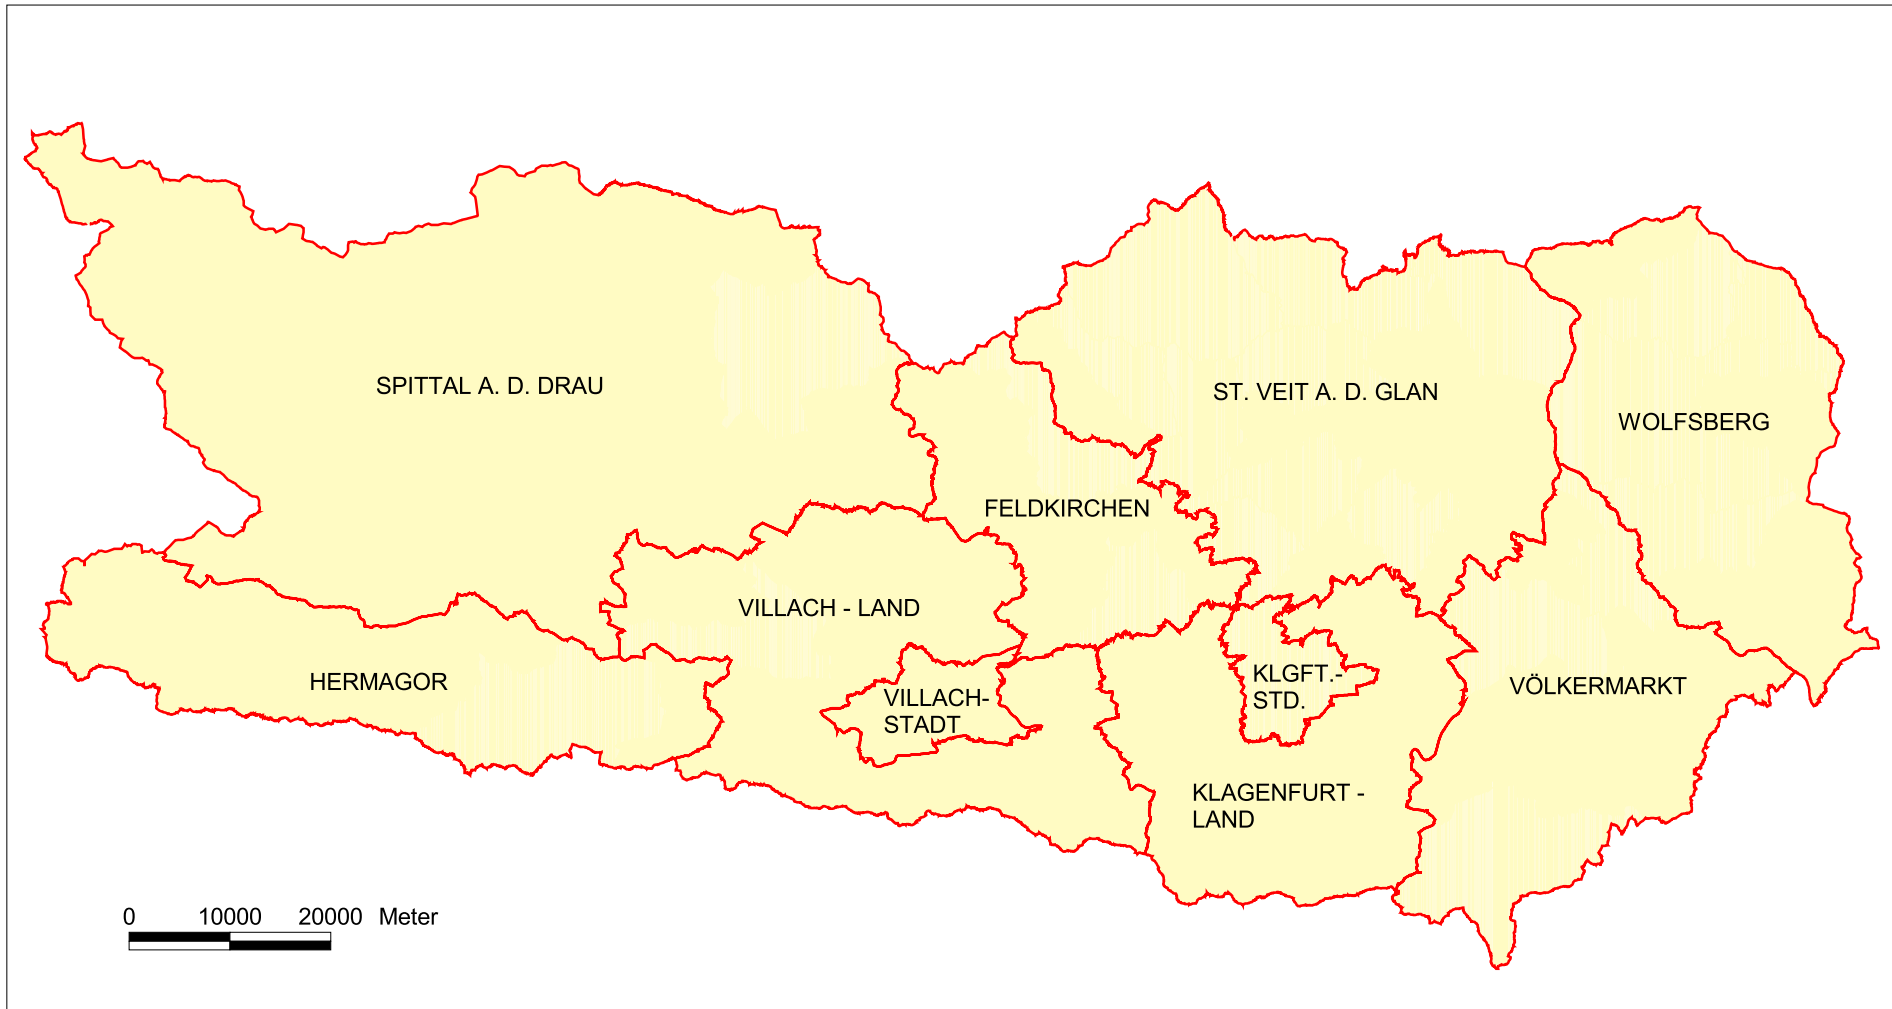 SPITTAL A. D. DRAU
ST. VEIT A. D. GLAN
WOLFSBERG
FELDKIRCHEN
VILLACH - LAND
HERMAGOR
VILLACH-
STADT
KLGFT.-
STD.
VÖLKERMARKT
KLAGENFURT -
LAND
0 10000 20000 Meter